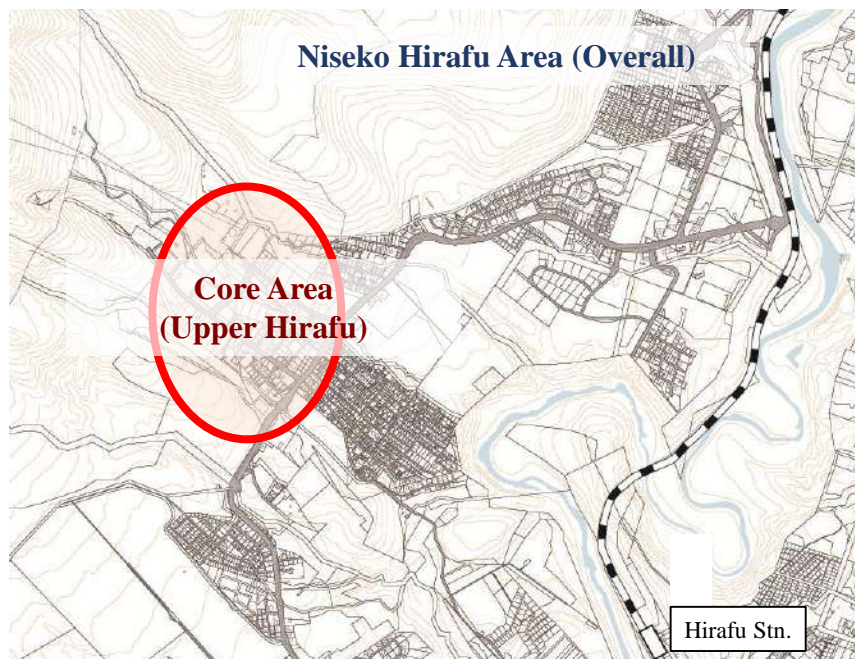 Niseko Hirafu Area (Overall)
Core Area
(Upper Hirafu)
Hirafu Stn.